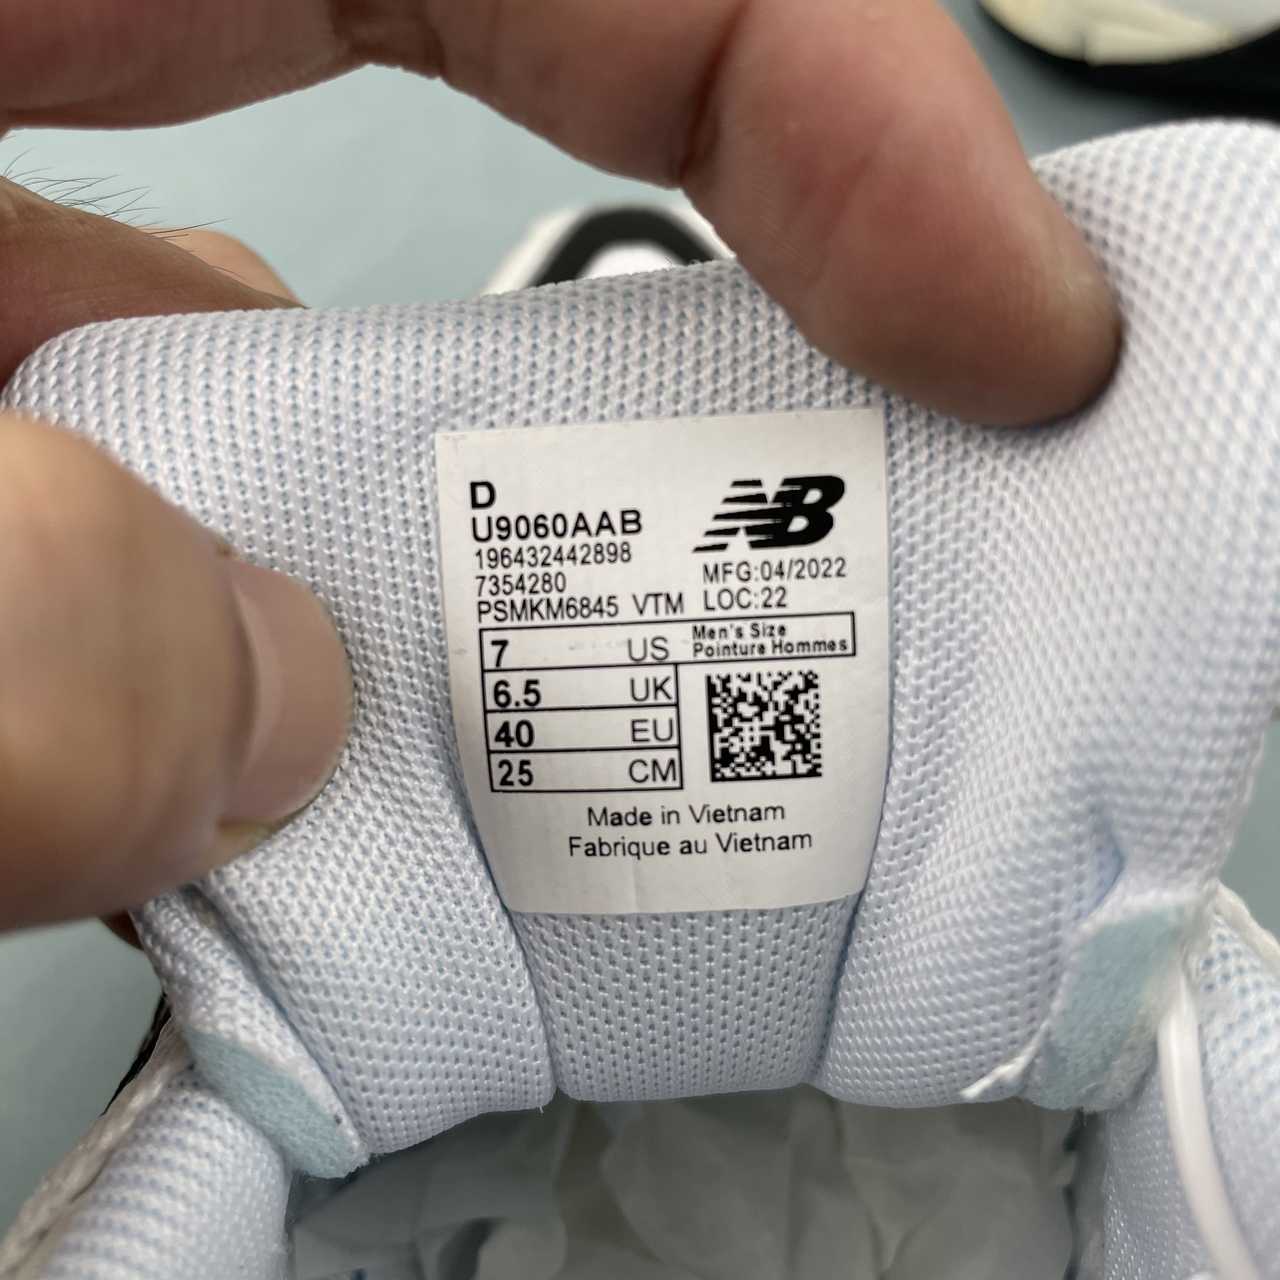 D
U9060AAB
196432442898
7354280
PSMKM6845 VTM
NB
MFG:04/2022
LOC:22
7 US Men's Size
Pointure Hommes
6.5 UK
40 EU
25 CM
Made in Vietnam
Fabrique au Vietnam